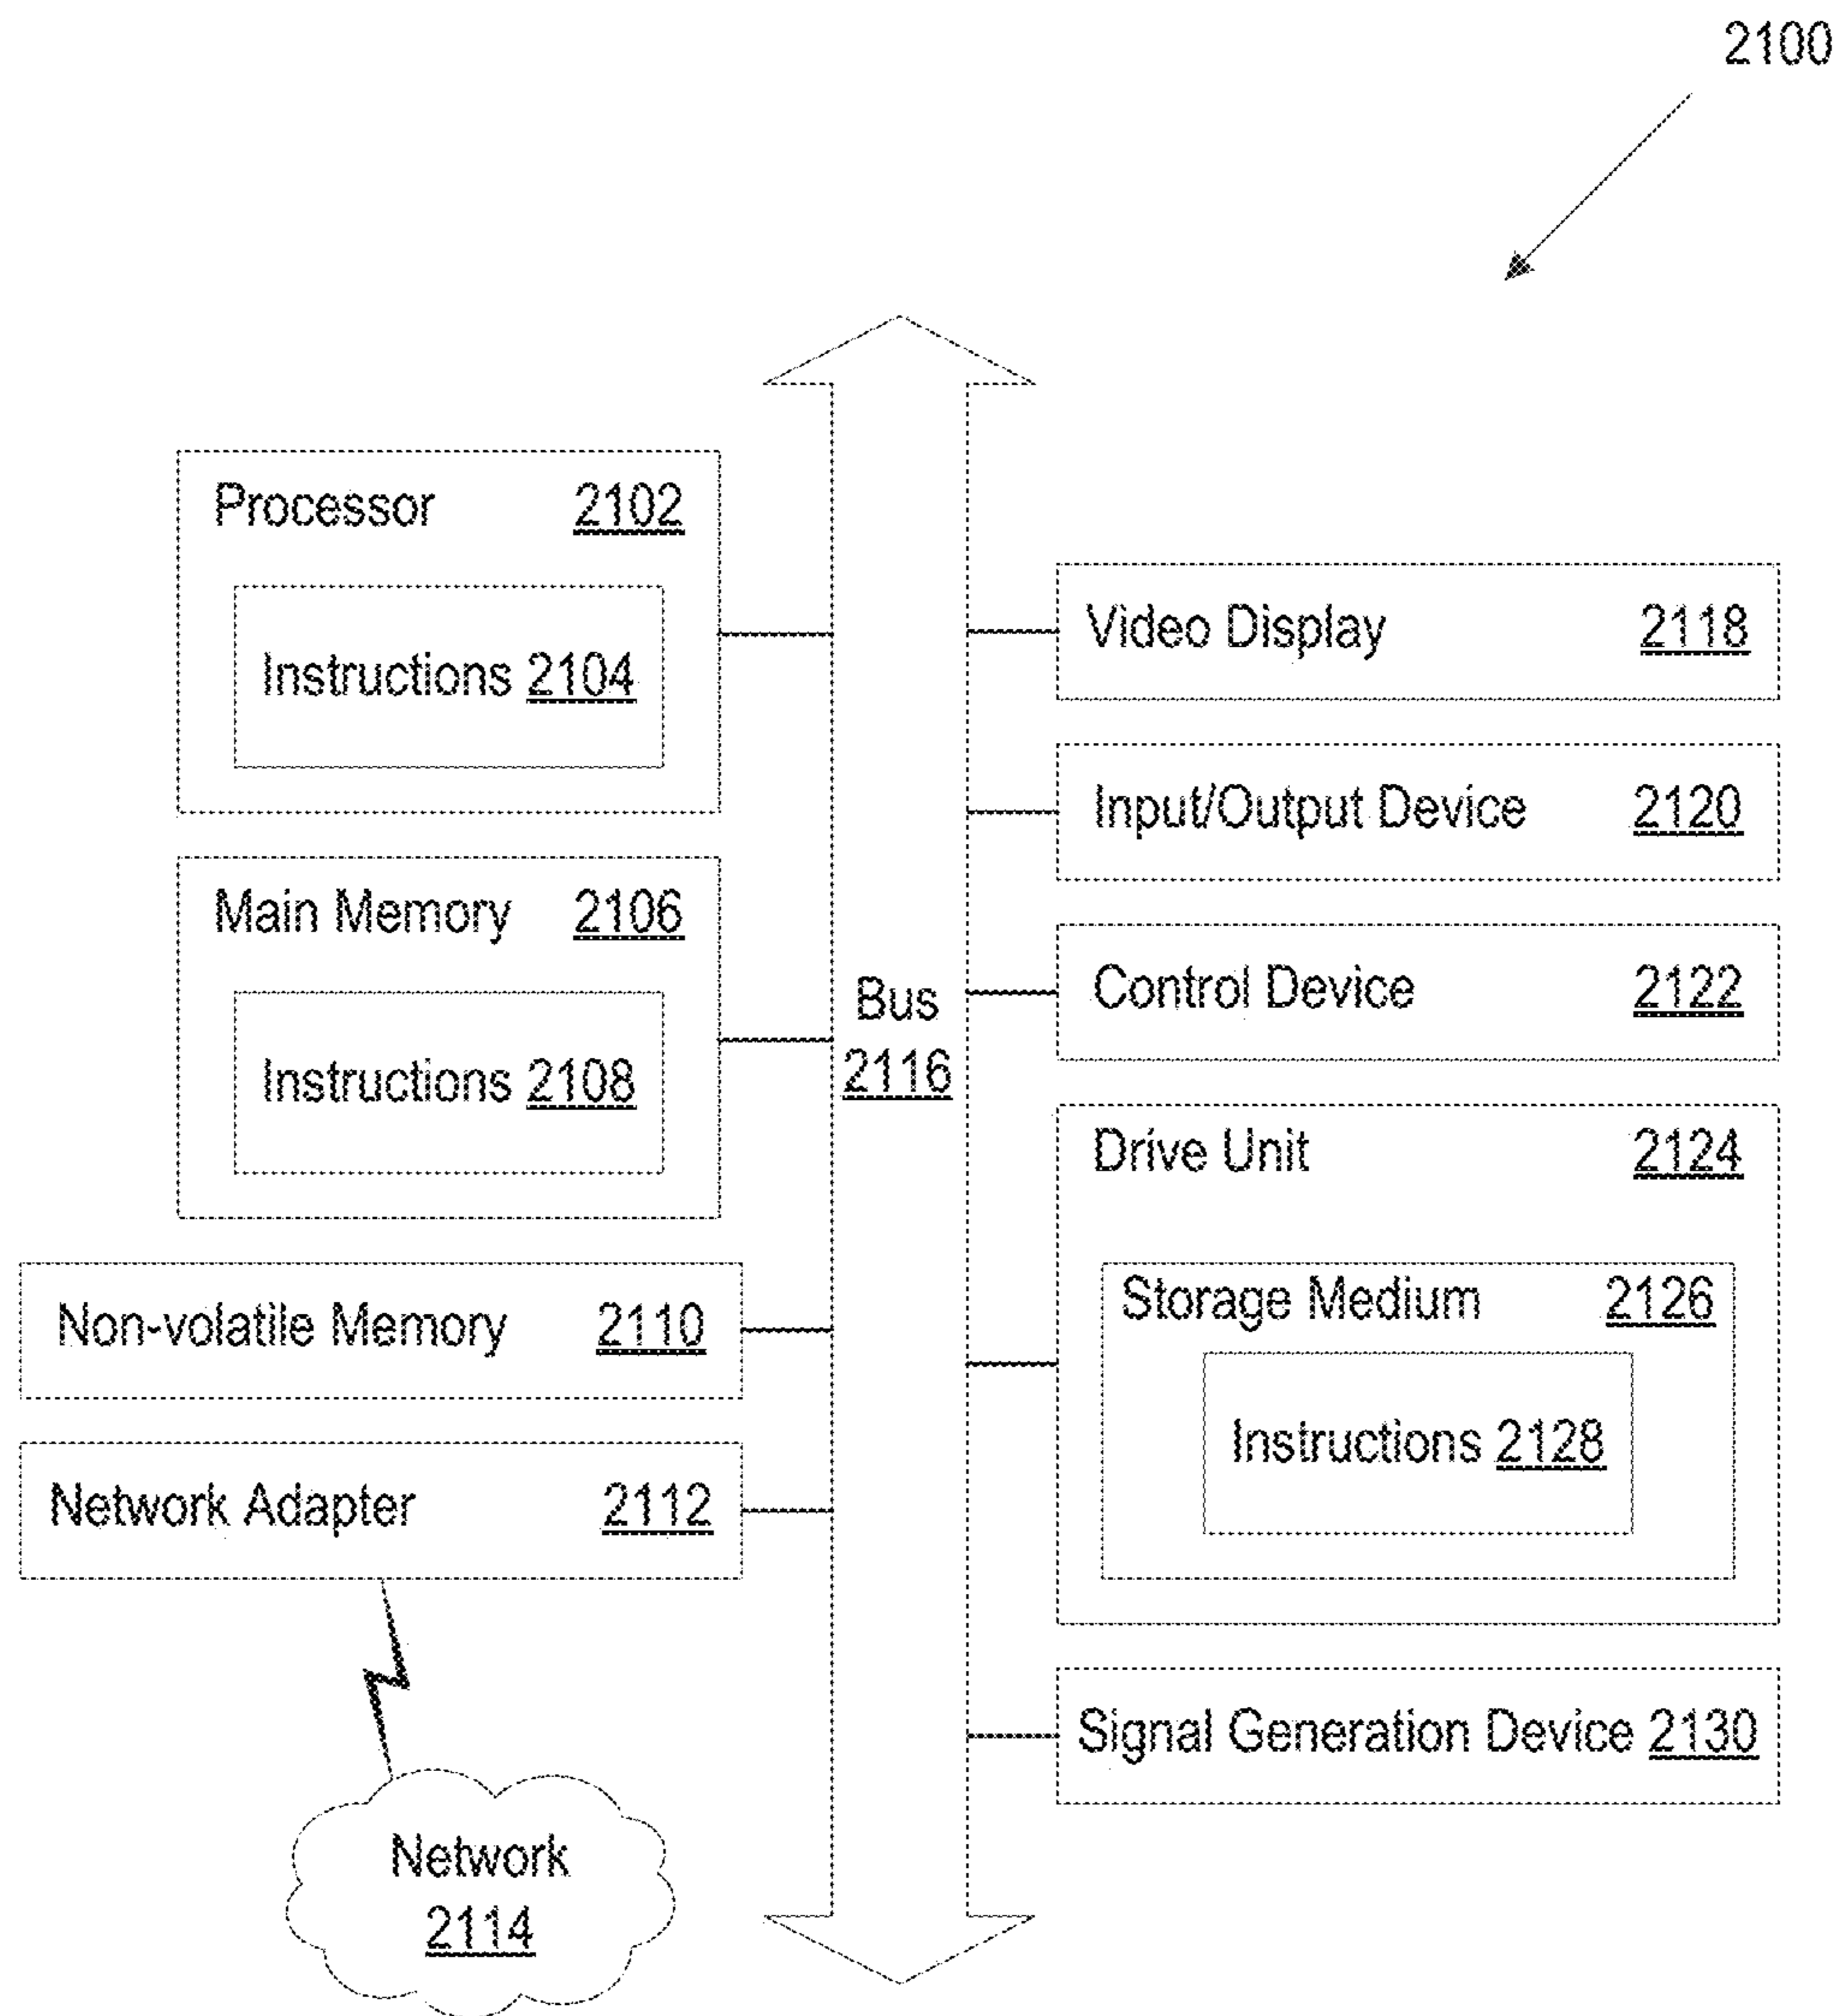 2100
Processor 2102
Instructions 2104
Main Memory 2106
Instructions 2108
Non-volatile Memory 2110
Network Adapter 2112
Network
2114
Bus
2116
Video Display 2118
Input/Output Device 2120
Control Device 2122
Drive Unit 2124
Storage Medium 2126
Instructions 2128
Signal Generation Device 2130